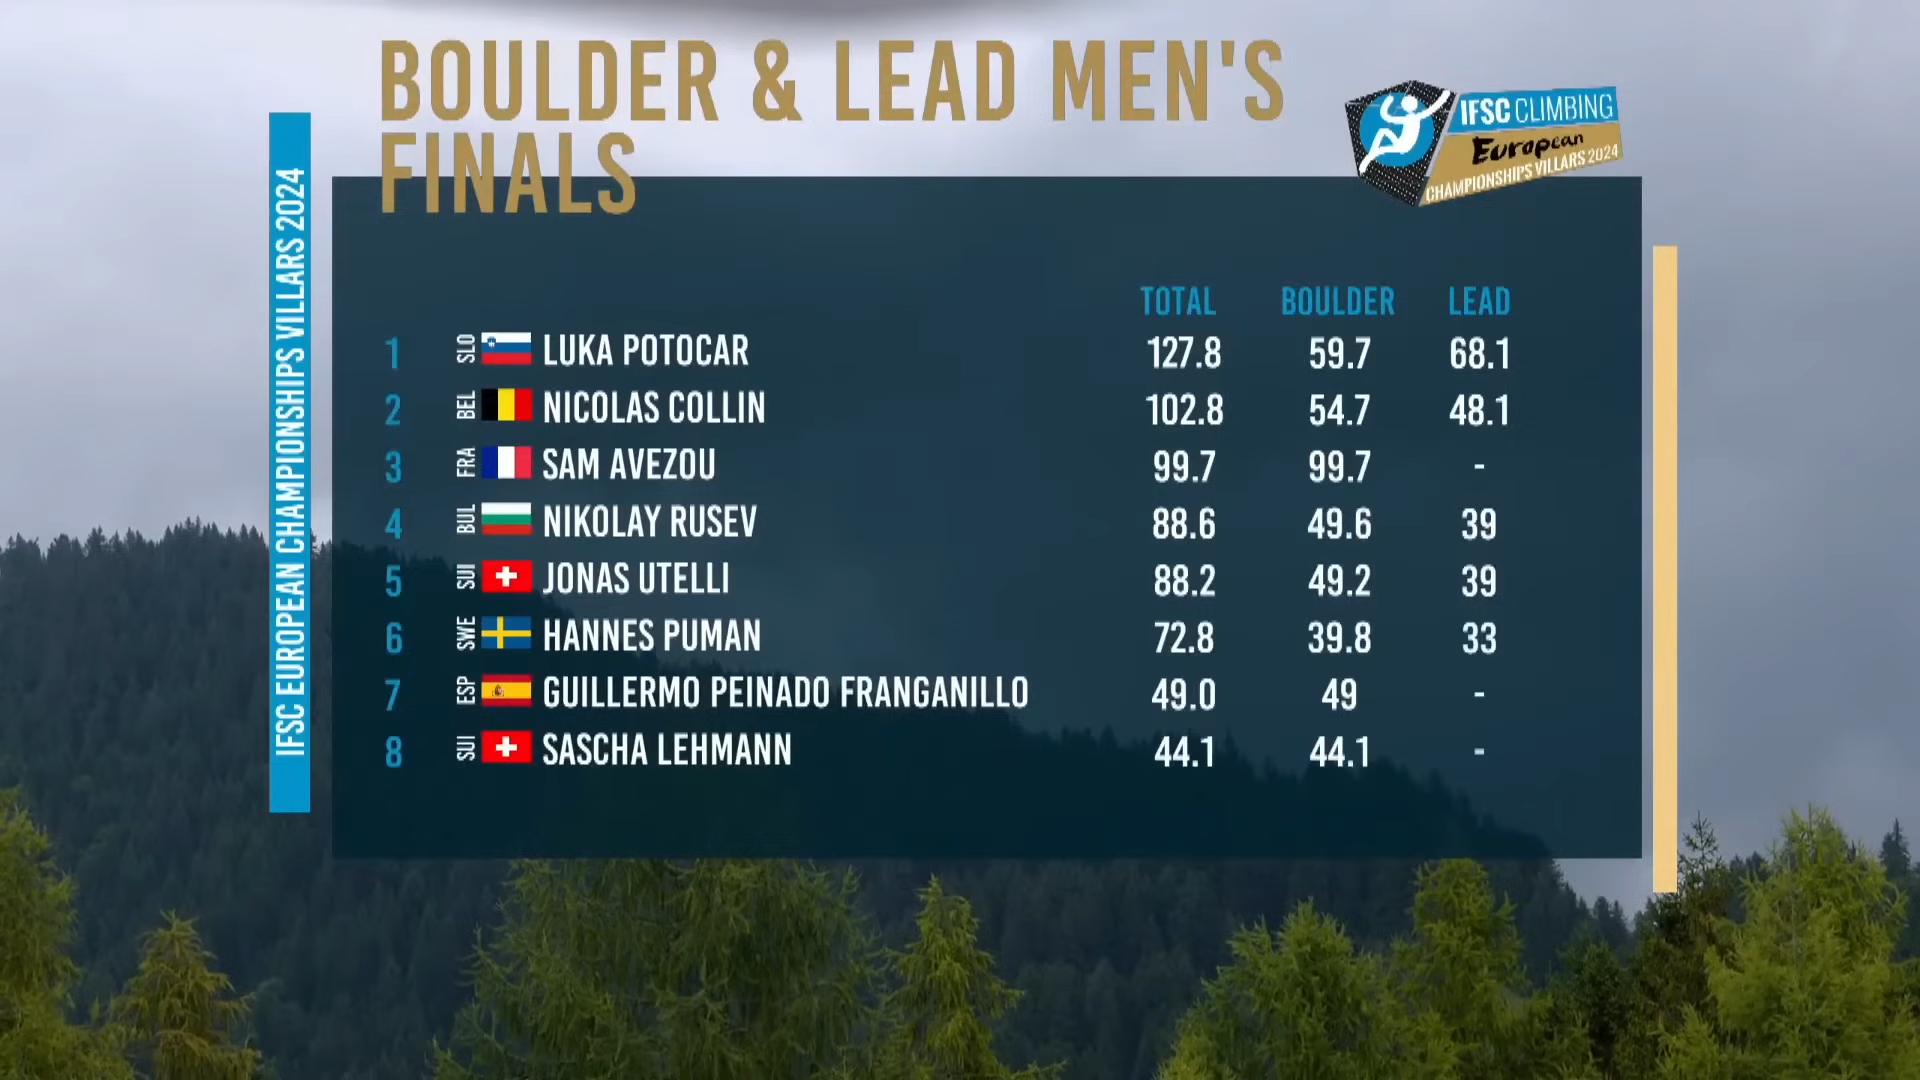 BOULDER & LEAD MEN'S
FINALS
IFSC CLIMBING
European
CHAMPIONSHIPS VILLARS 2024
IFSC EUROPEAN CHAMPIONSHIPS VILLARS 2024
TOTAL BOULDER LEAD
1 SLO LUKA POTOCAR 127.8 59.7 68.1
2 BEL NICOLAS COLLIN 102.8 54.7 48.1
3 FRA SAM AVEZOU 99.7 99.7 -
4 BUL NIKOLAY RUSEV 88.6 49.6 39
5 SUI JONAS UTELLI 88.2 49.2 39
6 SWE HANNES PUMAN 72.8 39.8 33
7 ESP GUILLERMO PEINADO FRANGANILLO 49.0 49 -
8 SUI SASCHA LEHMANN 44.1 44.1 -